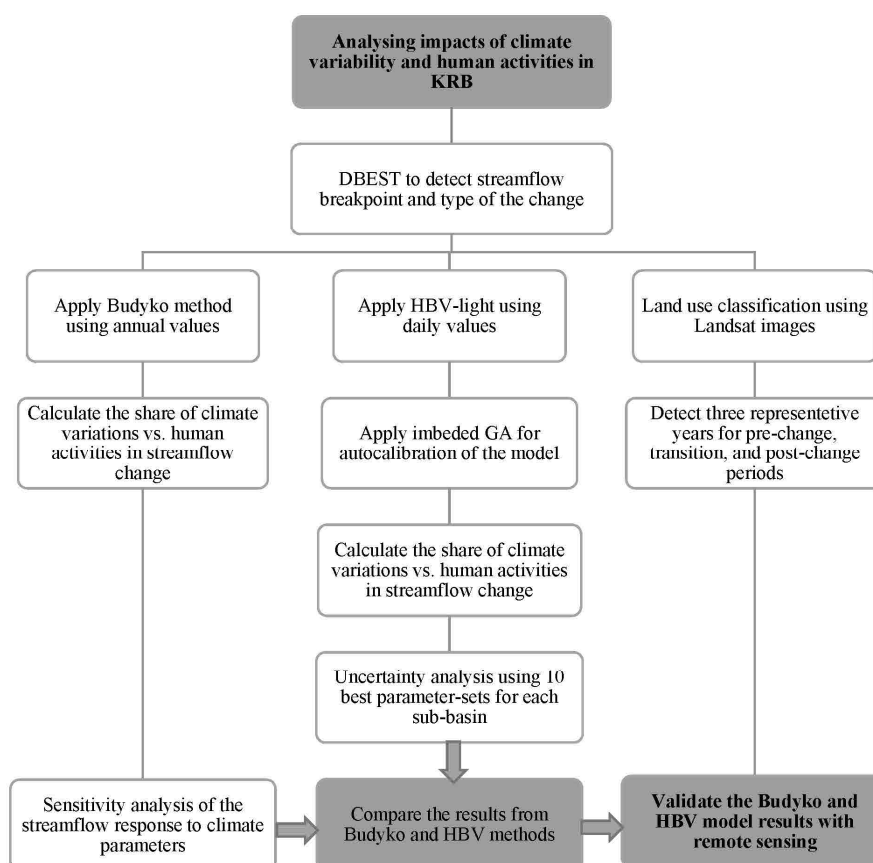 Analysing impacts of climate
variability and human activities in
KRB
DBEST to detect streamflow
breakpoint and type of the change
Apply Budyko method
using annual values
Apply HBV-light using
daily values
Land use classification using
Landsat images
Calculate the share of climate
variations vs. human
activities in streamflow
change
Apply imbeded GA for
autocalibration of the model
Detect three representetive
years for pre-change,
transition, and post-change
periods
Calculate the share of climate
variations vs. human activities
in streamflow change
Uncertainty analysis using 10
best parameter-sets for each
sub-basin
Sensitivity analysis of the
streamflow response to climate
parameters
Compare the results from
Budyko and HBV methods
Validate the Budyko and
HBV model results with
remote sensing